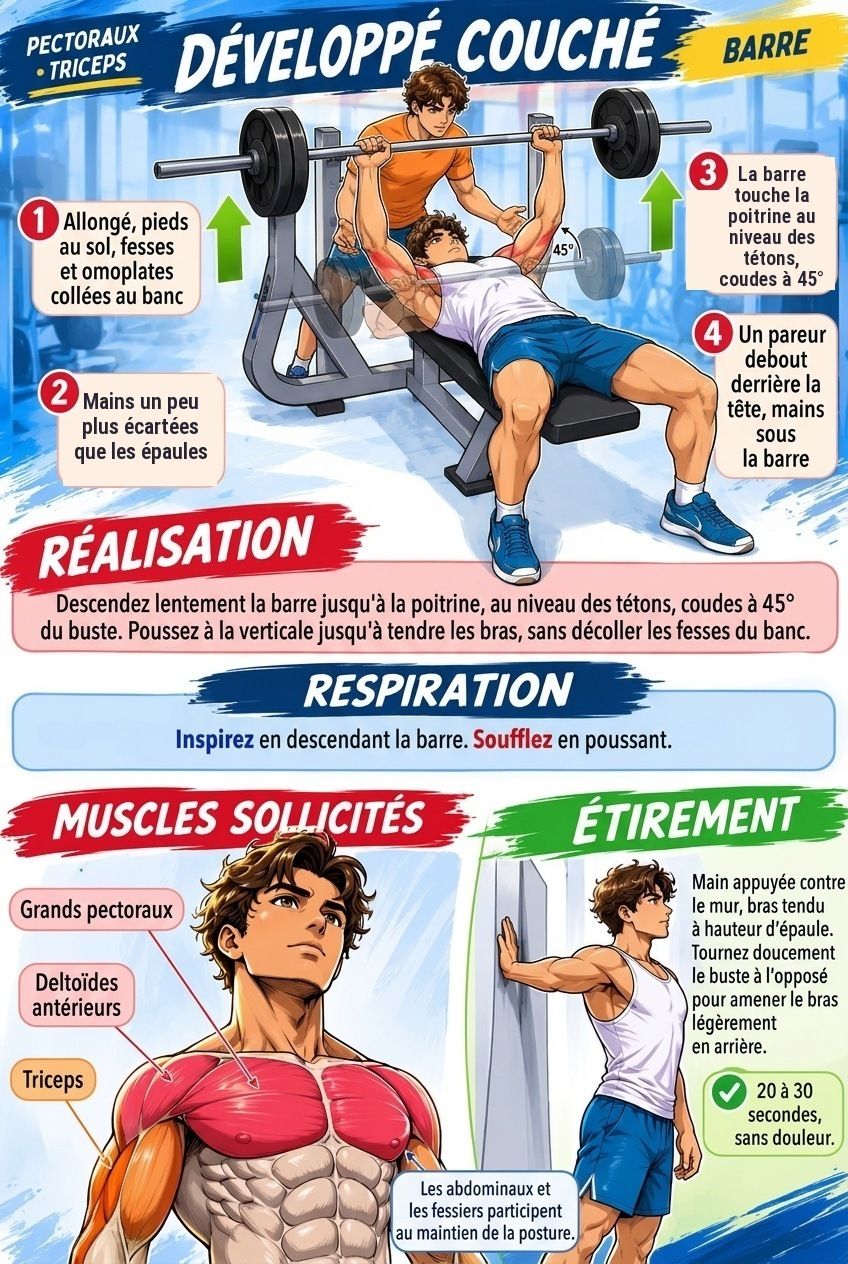 PECTORAUX
• TRICEPS
DÉVELOPPÉ COUCHÉ
BARRE
1 Allongé, pieds
au sol, fesses
et omoplates
collées au banc
2 Mains un peu
plus écartées
que les épaules
45°
3 La barre
touche la
poitrine au
niveau des
tétons,
coudes à 45°
4 Un pareur
debout
derrière la
tête, mains
sous
la barre
RÉALISATION
Descendez lentement la barre jusqu'à la poitrine, au niveau des tétons, coudes à 45°
du buste. Poussez à la verticale jusqu'à tendre les bras, sans décoller les fesses du banc.
RESPIRATION
Inspirez en descendant la barre. Soufflez en poussant.
MUSCLES SOLLICITÉS
Grands pectoraux
Deltoïdes
antérieurs
Triceps
Les abdominaux et
les fessiers participent
au maintien de la posture.
ÉTIREMENT
Main appuyée contre
le mur, bras tendu
à hauteur d'épaule.
Tournez doucement
le buste à l'opposé
pour amener le bras
légèrement
en arrière.
20 à 30
secondes,
sans douleur.